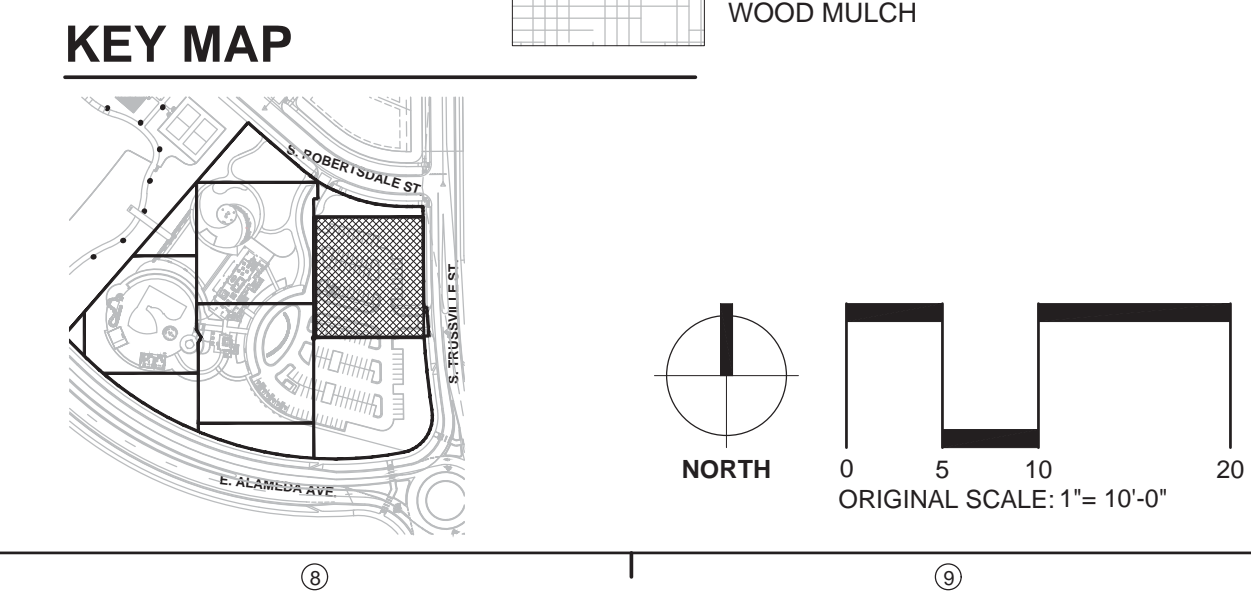 WOOD MULCH
KEY MAP
S. ROBERTSDALE ST
S. TRUSSVILLE ST.
E. ALAMEDA AVE.
NORTH
0 5 10 20
ORIGINAL SCALE: 1"= 10'-0"
8 9